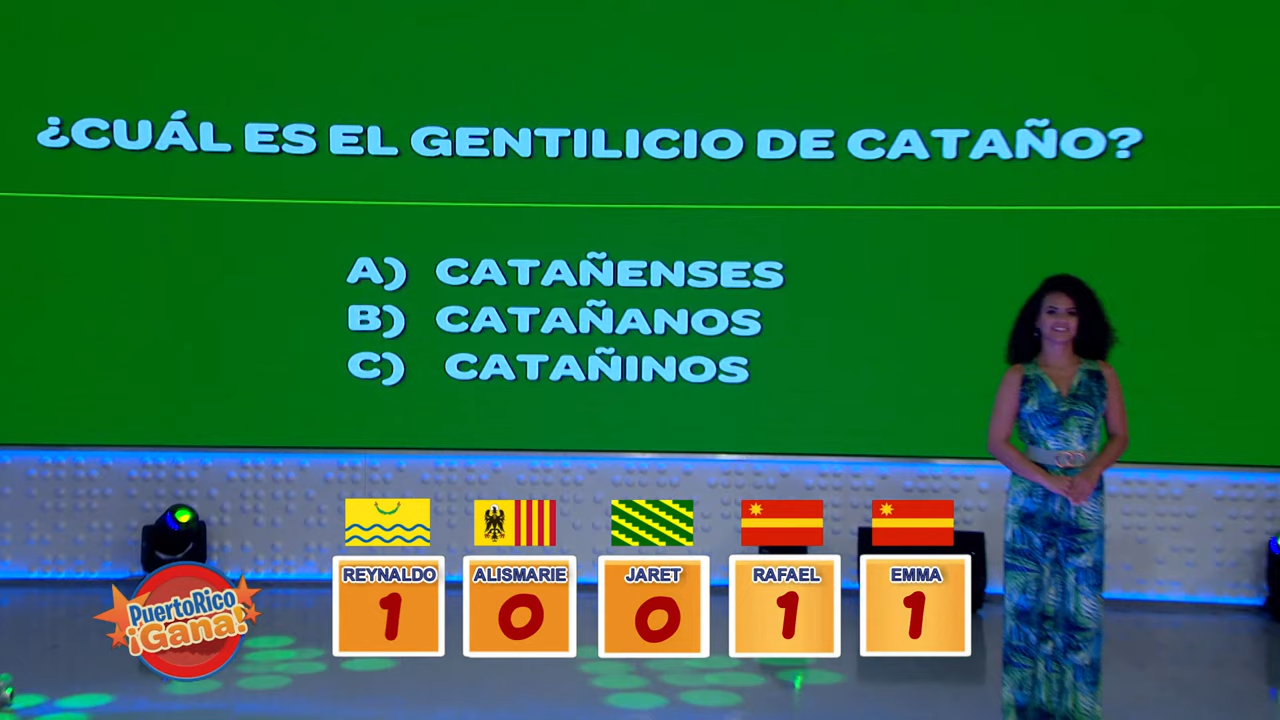 ¿CUÁL ES EL GENTILICIO DE CATAÑO?
A) CATAÑENSES
B) CATAÑANOS
C) CATAÑINOS
REYNALDO
1
ALISMARIE
0
JARET
0
RAFAEL
1
EMMA
1
PuertoRico
¡Gana!